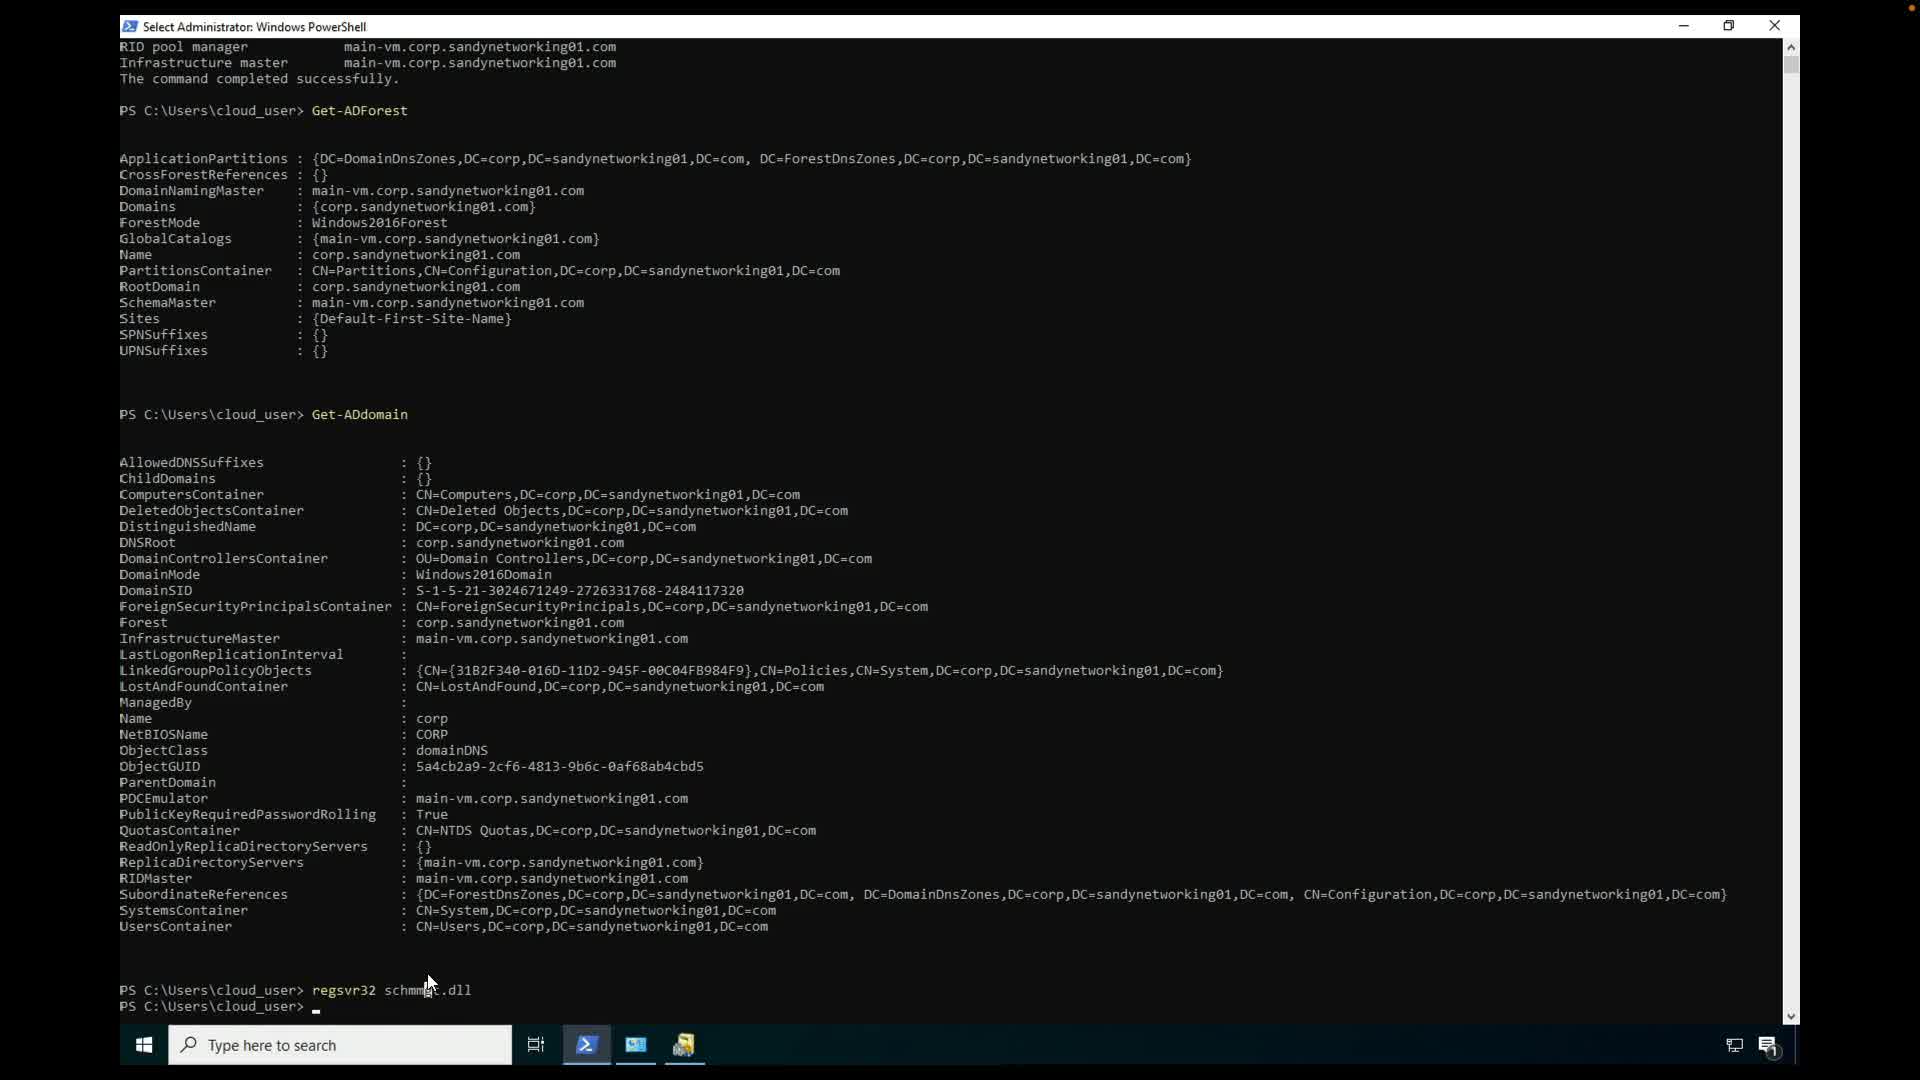 Select Administrator: Windows PowerShell
RID pool manager main-vm.corp.sandynetworking01.com
Infrastructure master main-vm.corp.sandynetworking01.com
The command completed successfully.
PS C:\Users\cloud_user> Get-ADForest
ApplicationPartitions : {DC=DomainDnsZones,DC=corp,DC=sandynetworking01,DC=com, DC=ForestDnsZones,DC=corp,DC=sandynetworking01,DC=com}
CrossForestReferences : {}
DomainNamingMaster : main-vm.corp.sandynetworking01.com
Domains : {corp.sandynetworking01.com}
ForestMode : Windows2016Forest
GlobalCatalogs : {main-vm.corp.sandynetworking01.com}
Name : corp.sandynetworking01.com
PartitionsContainer : CN=Partitions,CN=Configuration,DC=corp,DC=sandynetworking01,DC=com
RootDomain : corp.sandynetworking01.com
SchemaMaster : main-vm.corp.sandynetworking01.com
Sites : {Default-First-Site-Name}
SPNSuffixes : {}
UPNSuffixes : {}
PS C:\Users\cloud_user> Get-ADdomain
AllowedDNSSuffixes : {}
ChildDomains : {}
ComputersContainer : CN=Computers,DC=corp,DC=sandynetworking01,DC=com
DeletedObjectsContainer : CN=Deleted Objects,DC=corp,DC=sandynetworking01,DC=com
DistinguishedName : DC=corp,DC=sandynetworking01,DC=com
DNSRoot : corp.sandynetworking01.com
DomainControllersContainer : OU=Domain Controllers,DC=corp,DC=sandynetworking01,DC=com
DomainMode : Windows2016Domain
DomainSID : S-1-5-21-3024671249-2726331768-2484117320
ForeignSecurityPrincipalsContainer : CN=ForeignSecurityPrincipals,DC=corp,DC=sandynetworking01,DC=com
Forest : corp.sandynetworking01.com
InfrastructureMaster : main-vm.corp.sandynetworking01.com
LastLogonReplicationInterval :
LinkedGroupPolicyObjects : {CN={31B2F340-016D-11D2-945F-00C04FB984F9},CN=Policies,CN=System,DC=corp,DC=sandynetworking01,DC=com}
LostAndFoundContainer : CN=LostAndFound,DC=corp,DC=sandynetworking01,DC=com
ManagedBy :
Name : corp
NetBIOSName : CORP
ObjectClass : domainDNS
ObjectGUID : 5a4cb2a9-2cf6-4813-9b6c-0af68ab4cbd5
ParentDomain :
PDCEmulator : main-vm.corp.sandynetworking01.com
PublicKeyRequiredPasswordRolling : True
QuotasContainer : CN=NTDS Quotas,DC=corp,DC=sandynetworking01,DC=com
ReadOnlyReplicaDirectoryServers : {}
ReplicaDirectoryServers : {main-vm.corp.sandynetworking01.com}
RIDMaster : main-vm.corp.sandynetworking01.com
SubordinateReferences : {DC=ForestDnsZones,DC=corp,DC=sandynetworking01,DC=com, DC=DomainDnsZones,DC=corp,DC=sandynetworking01,DC=com, CN=Configuration,DC=corp,DC=sandynetworking01,DC=com}
SystemsContainer : CN=System,DC=corp,DC=sandynetworking01,DC=com
UsersContainer : CN=Users,DC=corp,DC=sandynetworking01,DC=com
PS C:\Users\cloud_user> regsvr32
PS C:\Users\cloud_user>
Type here to search
1